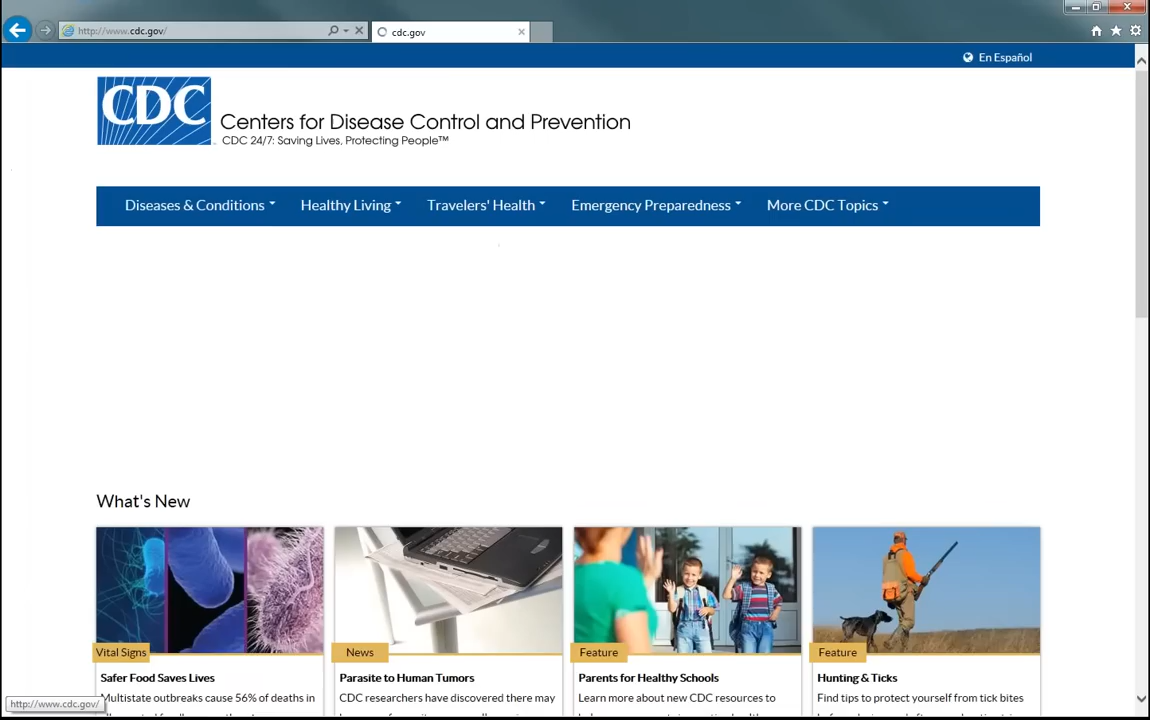 http://www.cdc.gov/
cdc.gov
En Español
CDC
Centers for Disease Control and Prevention
CDC 24/7: Saving Lives, Protecting People™
Diseases & Conditions
Healthy Living
Travelers' Health
Emergency Preparedness
More CDC Topics
What's New
Vital Signs
News
Feature
Feature
Safer Food Saves Lives
Parasite to Human Tumors
Parents for Healthy Schools
Hunting & Ticks
Multistate outbreaks cause 56% of deaths in
CDC researchers have discovered there may
Learn more about new CDC resources to
Find tips to protect yourself from tick bites
http://www.cdc.gov/